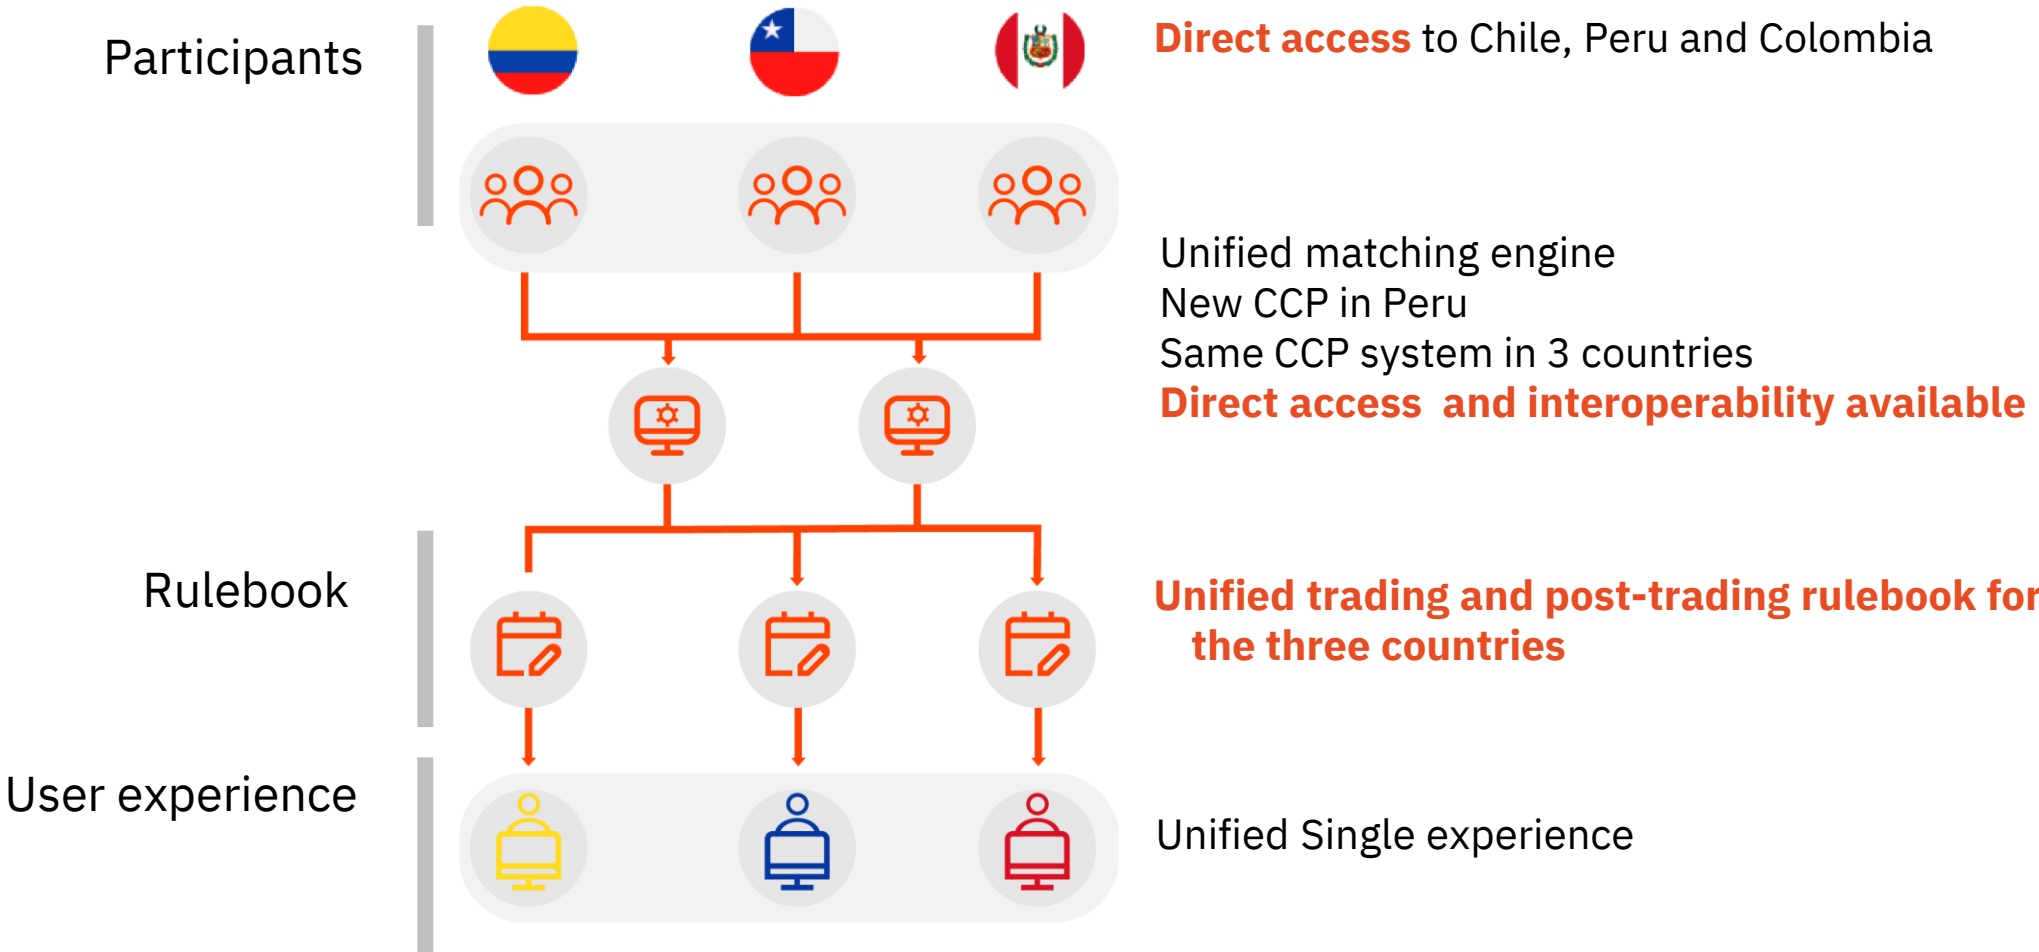 Participants
Direct access to Chile, Peru and Colombia
Unified matching engine
New CCP in Peru
Same CCP system in 3 countries
Direct access  and interoperability available
Rulebook
Unified trading and post-trading rulebook for
the three countries
User experience
Unified Single experience